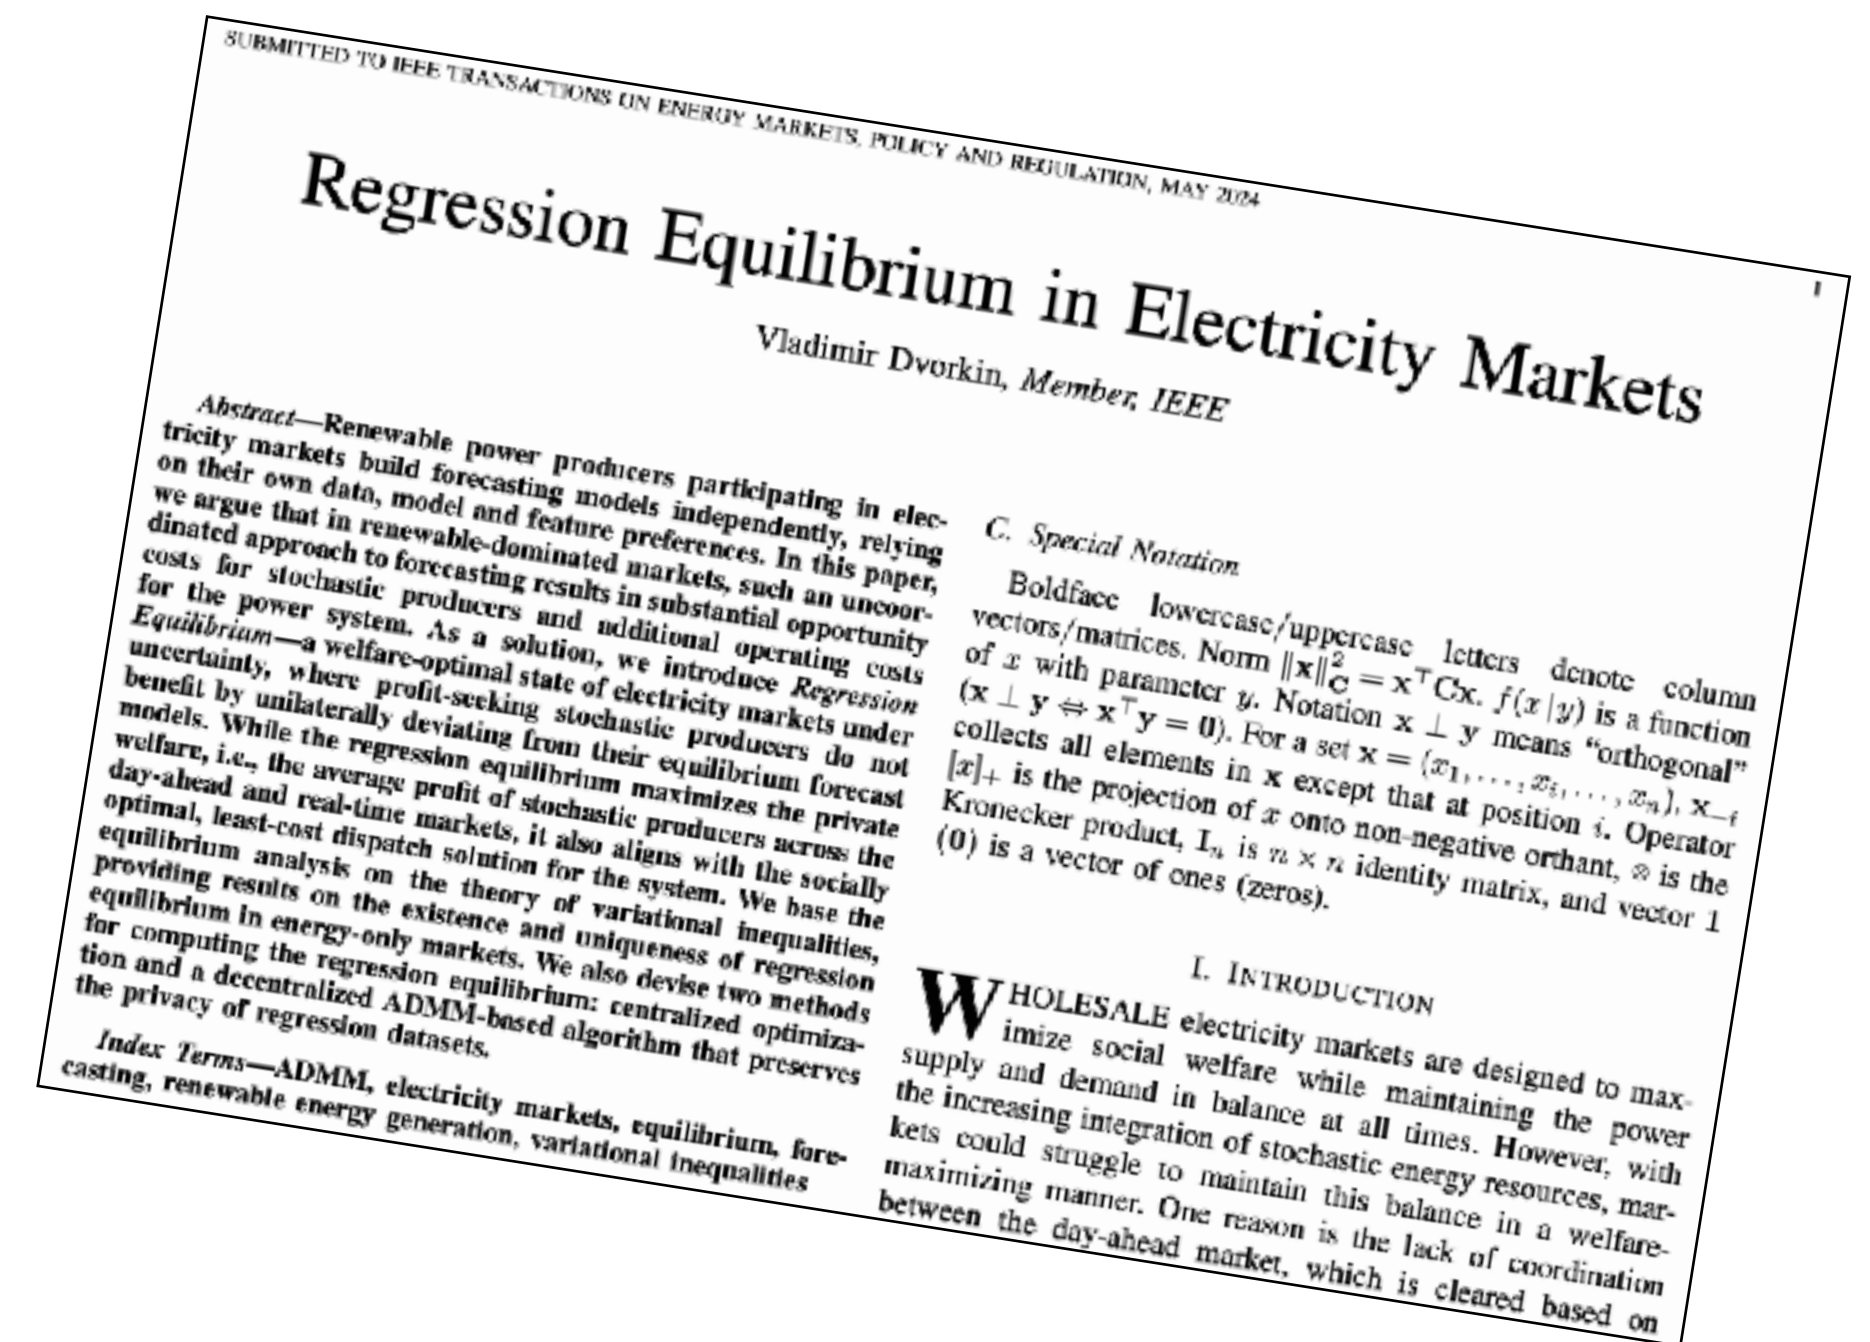 SUBMITTED TO IEEE TRANSACTIONS ON ENERGY MARKETS, POLICY AND REGULATION, MAY 2024
1
Regression Equilibrium in Electricity Markets
Vladimir Dvorkin, Member, IEEE
Abstract—Renewable power producers participating in elec-
tricity markets build forecasting models independently, relying
on their own data, model and feature preferences. In this paper,
we argue that in renewable-dominated markets, such an uncoor-
dinated approach to forecasting results in substantial opportunity
costs for stochastic producers and additional operating costs
for the power system. As a solution, we introduce Regression
Equilibrium—a welfare-optimal state of electricity markets under
uncertainty, where profit-seeking stochastic producers do not
benefit by unilaterally deviating from their equilibrium forecast
models. While the regression equilibrium maximizes the private
welfare, i.e., the average profit of stochastic producers across the
day-ahead and real-time markets, it also aligns with the socially
optimal, least-cost dispatch solution for the system. We base the
equilibrium analysis on the theory of variational inequalities,
providing results on the existence and uniqueness of regression
equilibrium in energy-only markets. We also devise two methods
for computing the regression equilibrium: centralized optimiza-
tion and a decentralized ADMM-based algorithm that preserves
the privacy of regression datasets.
Index Terms—ADMM, electricity markets, equilibrium, fore-
casting, renewable energy generation, variational inequalities
C. Special Notation
Boldface lowercase/uppercase letters denote column
vectors/matrices. Norm ‖x‖²_C = x⊤Cx. f(x|y) is a function
of x with parameter y. Notation x ⊥ y means “orthogonal”
(x ⊥ y ⇔ x⊤y = 0). For a set x = (x₁, . . . , xᵢ, . . . , xₙ), x₋ᵢ
collects all elements in x except that at position i. Operator
[x]₊ is the projection of x onto non-negative orthant, ⊗ is the
Kronecker product, Iₙ is n × n identity matrix, and vector 1
(0) is a vector of ones (zeros).
I. INTRODUCTION
WHOLESALE electricity markets are designed to max-
imize social welfare while maintaining the power
supply and demand in balance at all times. However, with
the increasing integration of stochastic energy resources, mar-
kets could struggle to maintain this balance in a welfare-
maximizing manner. One reason is the lack of coordination
between the day-ahead market, which is cleared based on